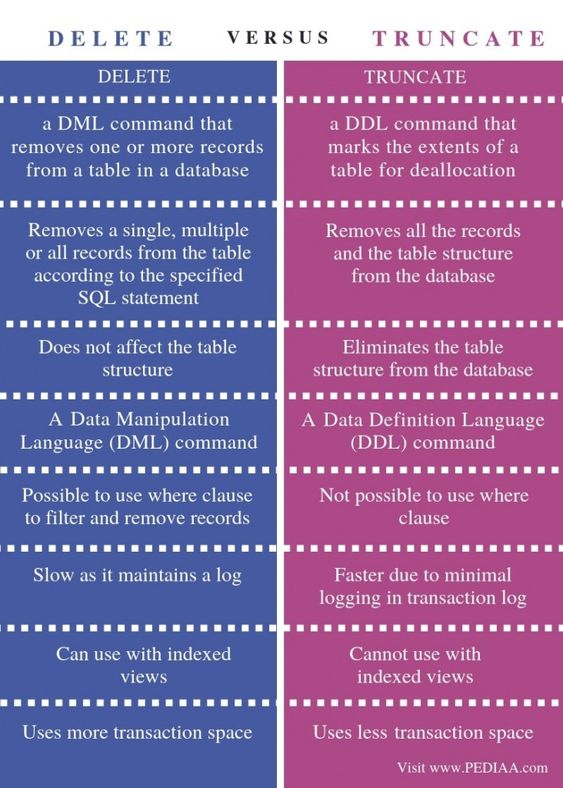 DELETE VERSUS TRUNCATE
DELETE
TRUNCATE
a DML command that
removes one or more records
from a table in a database
a DDL command that
marks the extents of a
table for deallocation
Removes a single, multiple
or all records from the table
according to the specified
SQL statement
Removes all the records
and the table structure
from the database
Does not affect the table
structure
Eliminates the table
structure from the database
A Data Manipulation
Language (DML) command
A Data Definition Language
(DDL) command
Possible to use where clause
to filter and remove records
Not possible to use where
clause
Slow as it maintains a log
Faster due to minimal
logging in transaction log
Can use with indexed
views
Cannot use with
indexed views
Uses more transaction space
Uses less transaction space
Visit www.PEDIAA.com